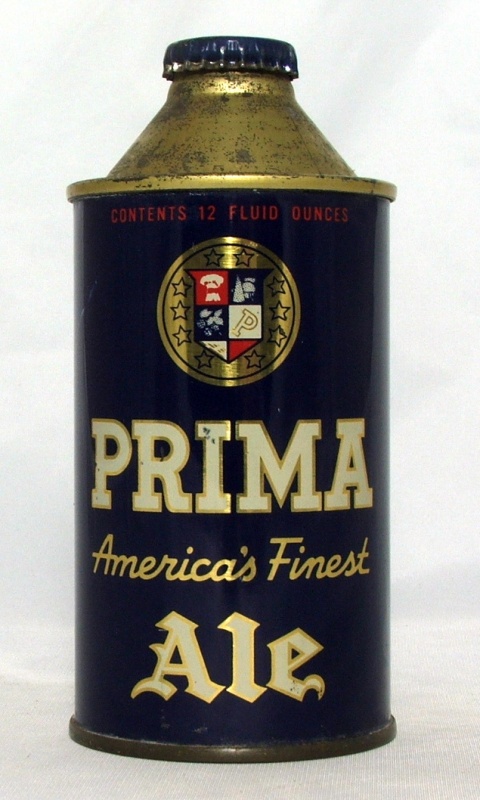 CONTENTS 12 FLUID OUNCES
P
PRIMA
America's Finest
Ale